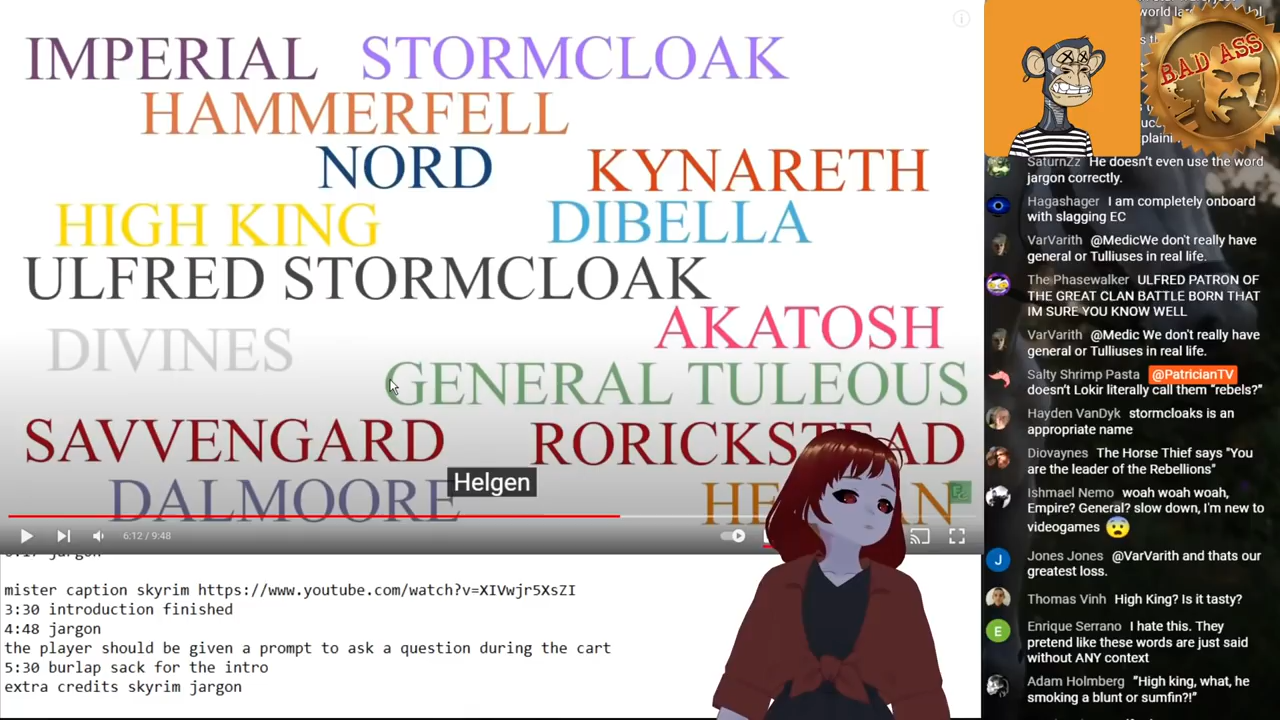 IMPERIAL STORMCLOAK
HAMMERFELL
NORD KYNARETH
HIGH KING DIBELLA
ULFRED STORMCLOAK
AKATOSH
DIVINES
GENERAL TULEOUS
SAVVENGARD
DALMOORE
Helgen
6:12 / 9:48
mister caption skyrim https://www.youtube.com/watch?v=XIVwjr5XsZI
3:30 introduction finished
4:48 jargon
the player should be given a prompt to ask a question during the cart
5:30 burlap sack for the intro
extra credits skyrim jargon
BAD ASS
SaturnZz He doesn't even use the word
jargon correctly.
Hagashager I am completely onboard
with slagging EC
VarVarith @MedicWe don't really have
general or Tulliuses in real life.
The Phasewalker ULFRED PATRON OF
THE GREAT CLAN BATTLE BORN THAT
IM SURE YOU KNOW WELL
VarVarith @Medic We don't really have
general or Tulliuses in real life.
Salty Shrimp Pasta @PatricianTV
doesn't Lokir literally call them "rebels?"
Hayden VanDyk stormcloaks is an
appropriate name
Diovaynes The Horse Thief says "You
are the leader of the Rebellions"
Ishmael Nemo woah woah woah,
Empire? General? slow down, I'm new to
videogames
J Jones Jones @VarVarith and thats our
greatest loss.
Thomas Vinh High King? Is it tasty?
E Enrique Serrano I hate this. They
pretend like these words are just said
without ANY context
Adam Holmberg "High king, what, he
smoking a blunt or sumfin?!"